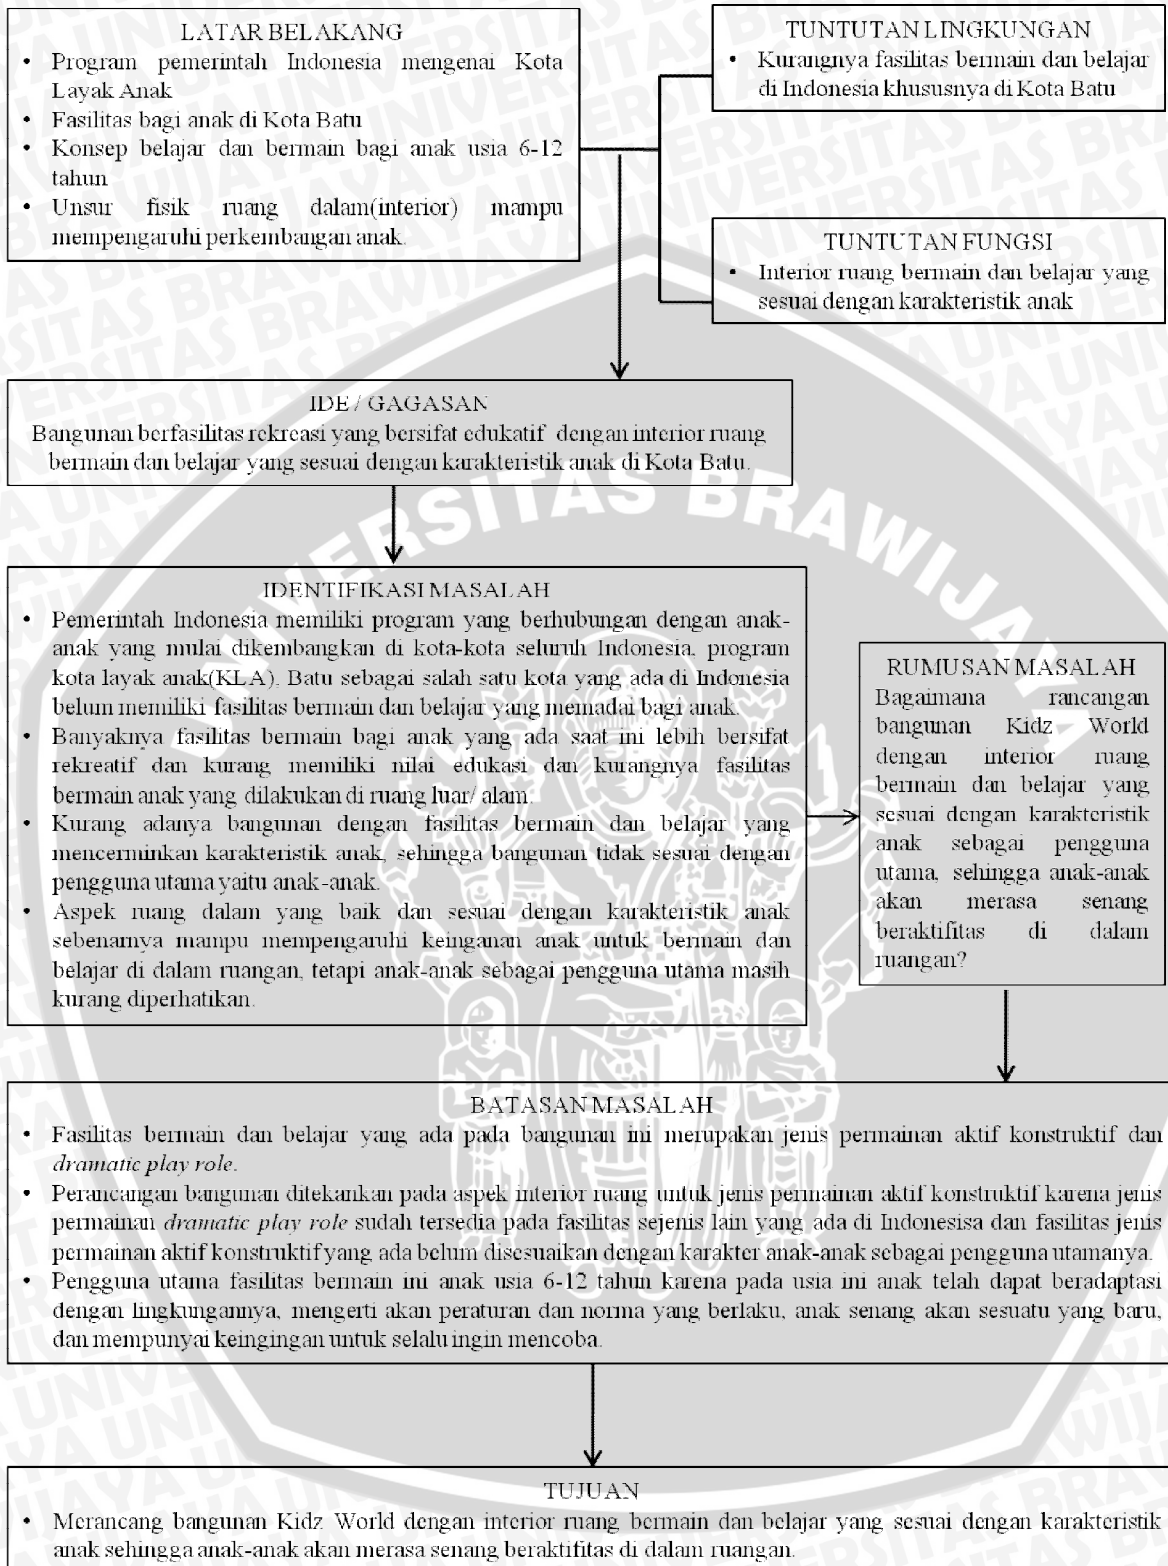 LATAR BELAKANG
• Program pemerintah Indonesia mengenai Kota
Layak Anak
• Fasilitas bagi anak di Kota Batu
• Konsep belajar dan bermain bagi anak usia 6-12
tahun
• Unsur fisik ruang dalam(interior) mampu
mempengaruhi perkembangan anak.
TUNTUTAN LINGKUNGAN
• Kurangnya fasilitas bermain dan belajar
di Indonesia khususnya di Kota Batu
TUNTUTAN FUNGSI
• Interior ruang bermain dan belajar yang
sesuai dengan karakteristik anak
IDE / GAGASAN
Bangunan berfasilitas rekreasi yang bersifat edukatif dengan interior ruang
bermain dan belajar yang sesuai dengan karakteristik anak di Kota Batu.
IDENTIFIKASI MASALAH
• Pemerintah Indonesia memiliki program yang berhubungan dengan anak-
anak yang mulai dikembangkan di kota-kota seluruh Indonesia, program
kota layak anak(KLA). Batu sebagai salah satu kota yang ada di Indonesia
belum memiliki fasilitas bermain dan belajar yang memadai bagi anak.
• Banyaknya fasilitas bermain bagi anak yang ada saat ini lebih bersifat
rekreatif dan kurang memiliki nilai edukasi dan kurangnya fasilitas
bermain anak yang dilakukan di ruang luar/ alam.
• Kurang adanya bangunan dengan fasilitas bermain dan belajar yang
mencerminkan karakteristik anak, sehingga bangunan tidak sesuai dengan
pengguna utama yaitu anak-anak.
• Aspek ruang dalam yang baik dan sesuai dengan karakteristik anak
sebenarnya mampu mempengaruhi keinganan anak untuk bermain dan
belajar di dalam ruangan, tetapi anak-anak sebagai pengguna utama masih
kurang diperhatikan.
RUMUSAN MASALAH
Bagaimana rancangan
bangunan Kidz World
dengan interior ruang
bermain dan belajar yang
sesuai dengan karakteristik
anak sebagai pengguna
utama, sehingga anak-anak
akan merasa senang
beraktifitas di dalam
ruangan?
BATASAN MASALAH
• Fasilitas bermain dan belajar yang ada pada bangunan ini merupakan jenis permainan aktif konstruktif dan
dramatic play role.
• Perancangan bangunan ditekankan pada aspek interior ruang untuk jenis permainan aktif konstruktif karena jenis
permainan dramatic play role sudah tersedia pada fasilitas sejenis lain yang ada di Indonesisa dan fasilitas jenis
permainan aktif konstruktif yang ada belum disesuaikan dengan karakter anak-anak sebagai pengguna utamanya.
• Pengguna utama fasilitas bermain ini anak usia 6-12 tahun karena pada usia ini anak telah dapat beradaptasi
dengan lingkungannya, mengerti akan peraturan dan norma yang berlaku, anak senang akan sesuatu yang baru,
dan mempunyai keingingan untuk selalu ingin mencoba.
TUJUAN
• Merancang bangunan Kidz World dengan interior ruang bermain dan belajar yang sesuai dengan karakteristik
anak sehingga anak-anak akan merasa senang beraktifitas di dalam ruangan.
UNIVERSITAS BRAWIJAYA